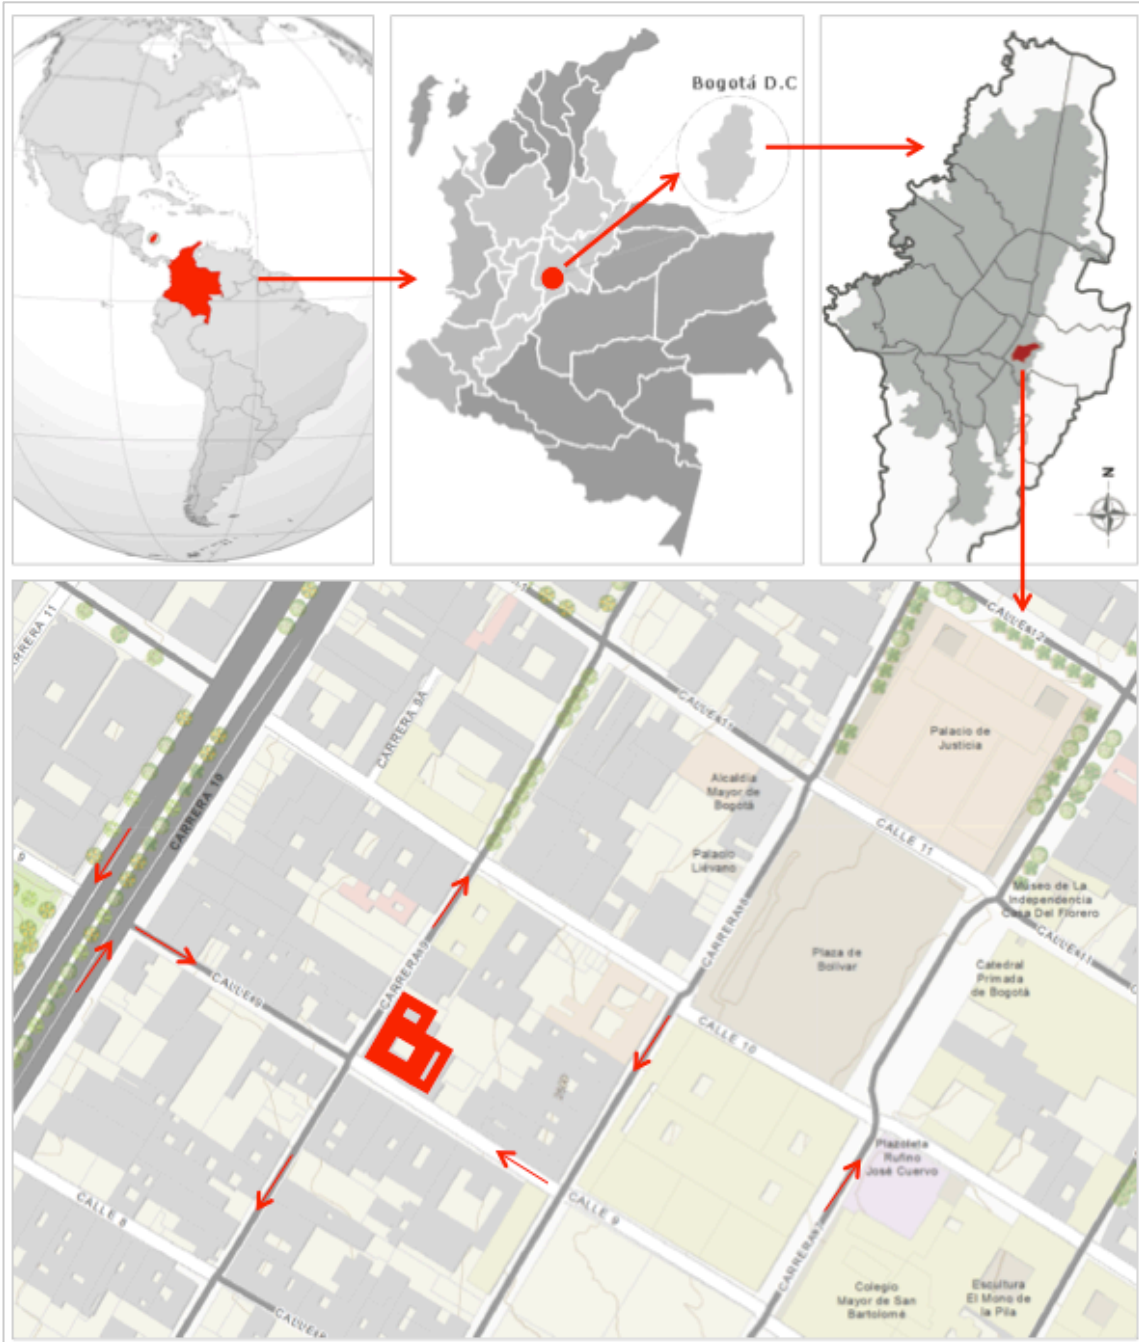 Bogotá D.C
N
CARRERA 11
CALLE 12
CARRERA 9A
CALLE 11
Palacio de
Justicia
Alcaldía
Mayor de
Bogotá
CARRERA 10
CALLE 11
Palacio
Liévano
9
Museo de La
Independencia
Casa Del Florero
CARRERA 8
CALLE 11
CARRERA 9
Plaza de
Bolívar
Catedral
Primada
de Bogotá
CALLE 9
CALLE 10
Plazoleta
Rufino
José Cuervo
CALLE 8
CALLE 9
CARRERA 7
Colegio
Mayor de San
Bartolomé
Escultura
El Mono de
la Pila
CALLE 8